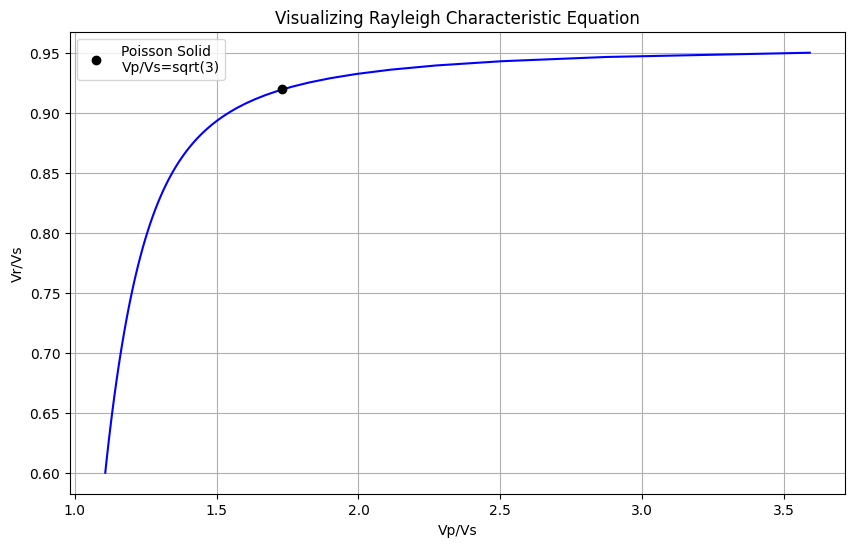 Visualizing Rayleigh Characteristic Equation
Poisson Solid
Vp/Vs=sqrt(3)
Vr/Vs
0.95
0.90
0.85
0.80
0.75
0.70
0.65
0.60
1.0 1.5 2.0 2.5 3.0 3.5
Vp/Vs